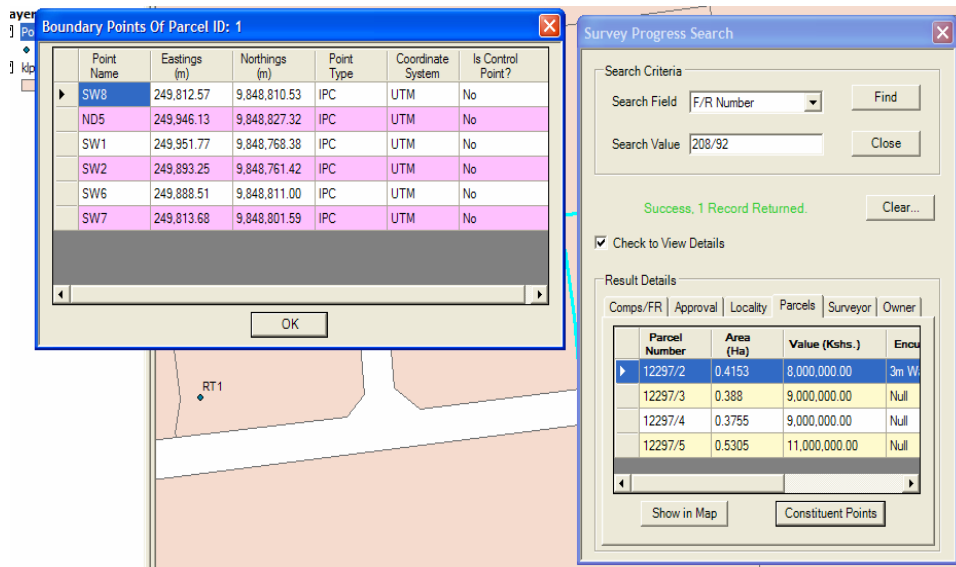 ayer
Po
klp
Boundary Points Of Parcel ID: 1
Point Name Eastings (m) Northings (m) Point Type Coordinate System Is Control Point?
SW8 249,812.57 9,848,810.53 IPC UTM No
ND5 249,946.13 9,848,827.32 IPC UTM No
SW1 249,951.77 9,848,768.38 IPC UTM No
SW2 249,893.25 9,848,761.42 IPC UTM No
SW6 249,888.51 9,848,811.00 IPC UTM No
SW7 249,813.68 9,848,801.59 IPC UTM No
OK
RT1
Survey Progress Search
Search Criteria
Search Field F/R Number Find
Search Value 208/92 Close
Success, 1 Record Returned. Clear...
Check to View Details
Result Details
Comps/FR Approval Locality Parcels Surveyor Owner
Parcel Number Area (Ha) Value (Kshs.) Encu
12297/2 0.4153 8,000,000.00 3m W
12297/3 0.388 9,000,000.00 Null
12297/4 0.3755 9,000,000.00 Null
12297/5 0.5305 11,000,000.00 Null
Show in Map Constituent Points